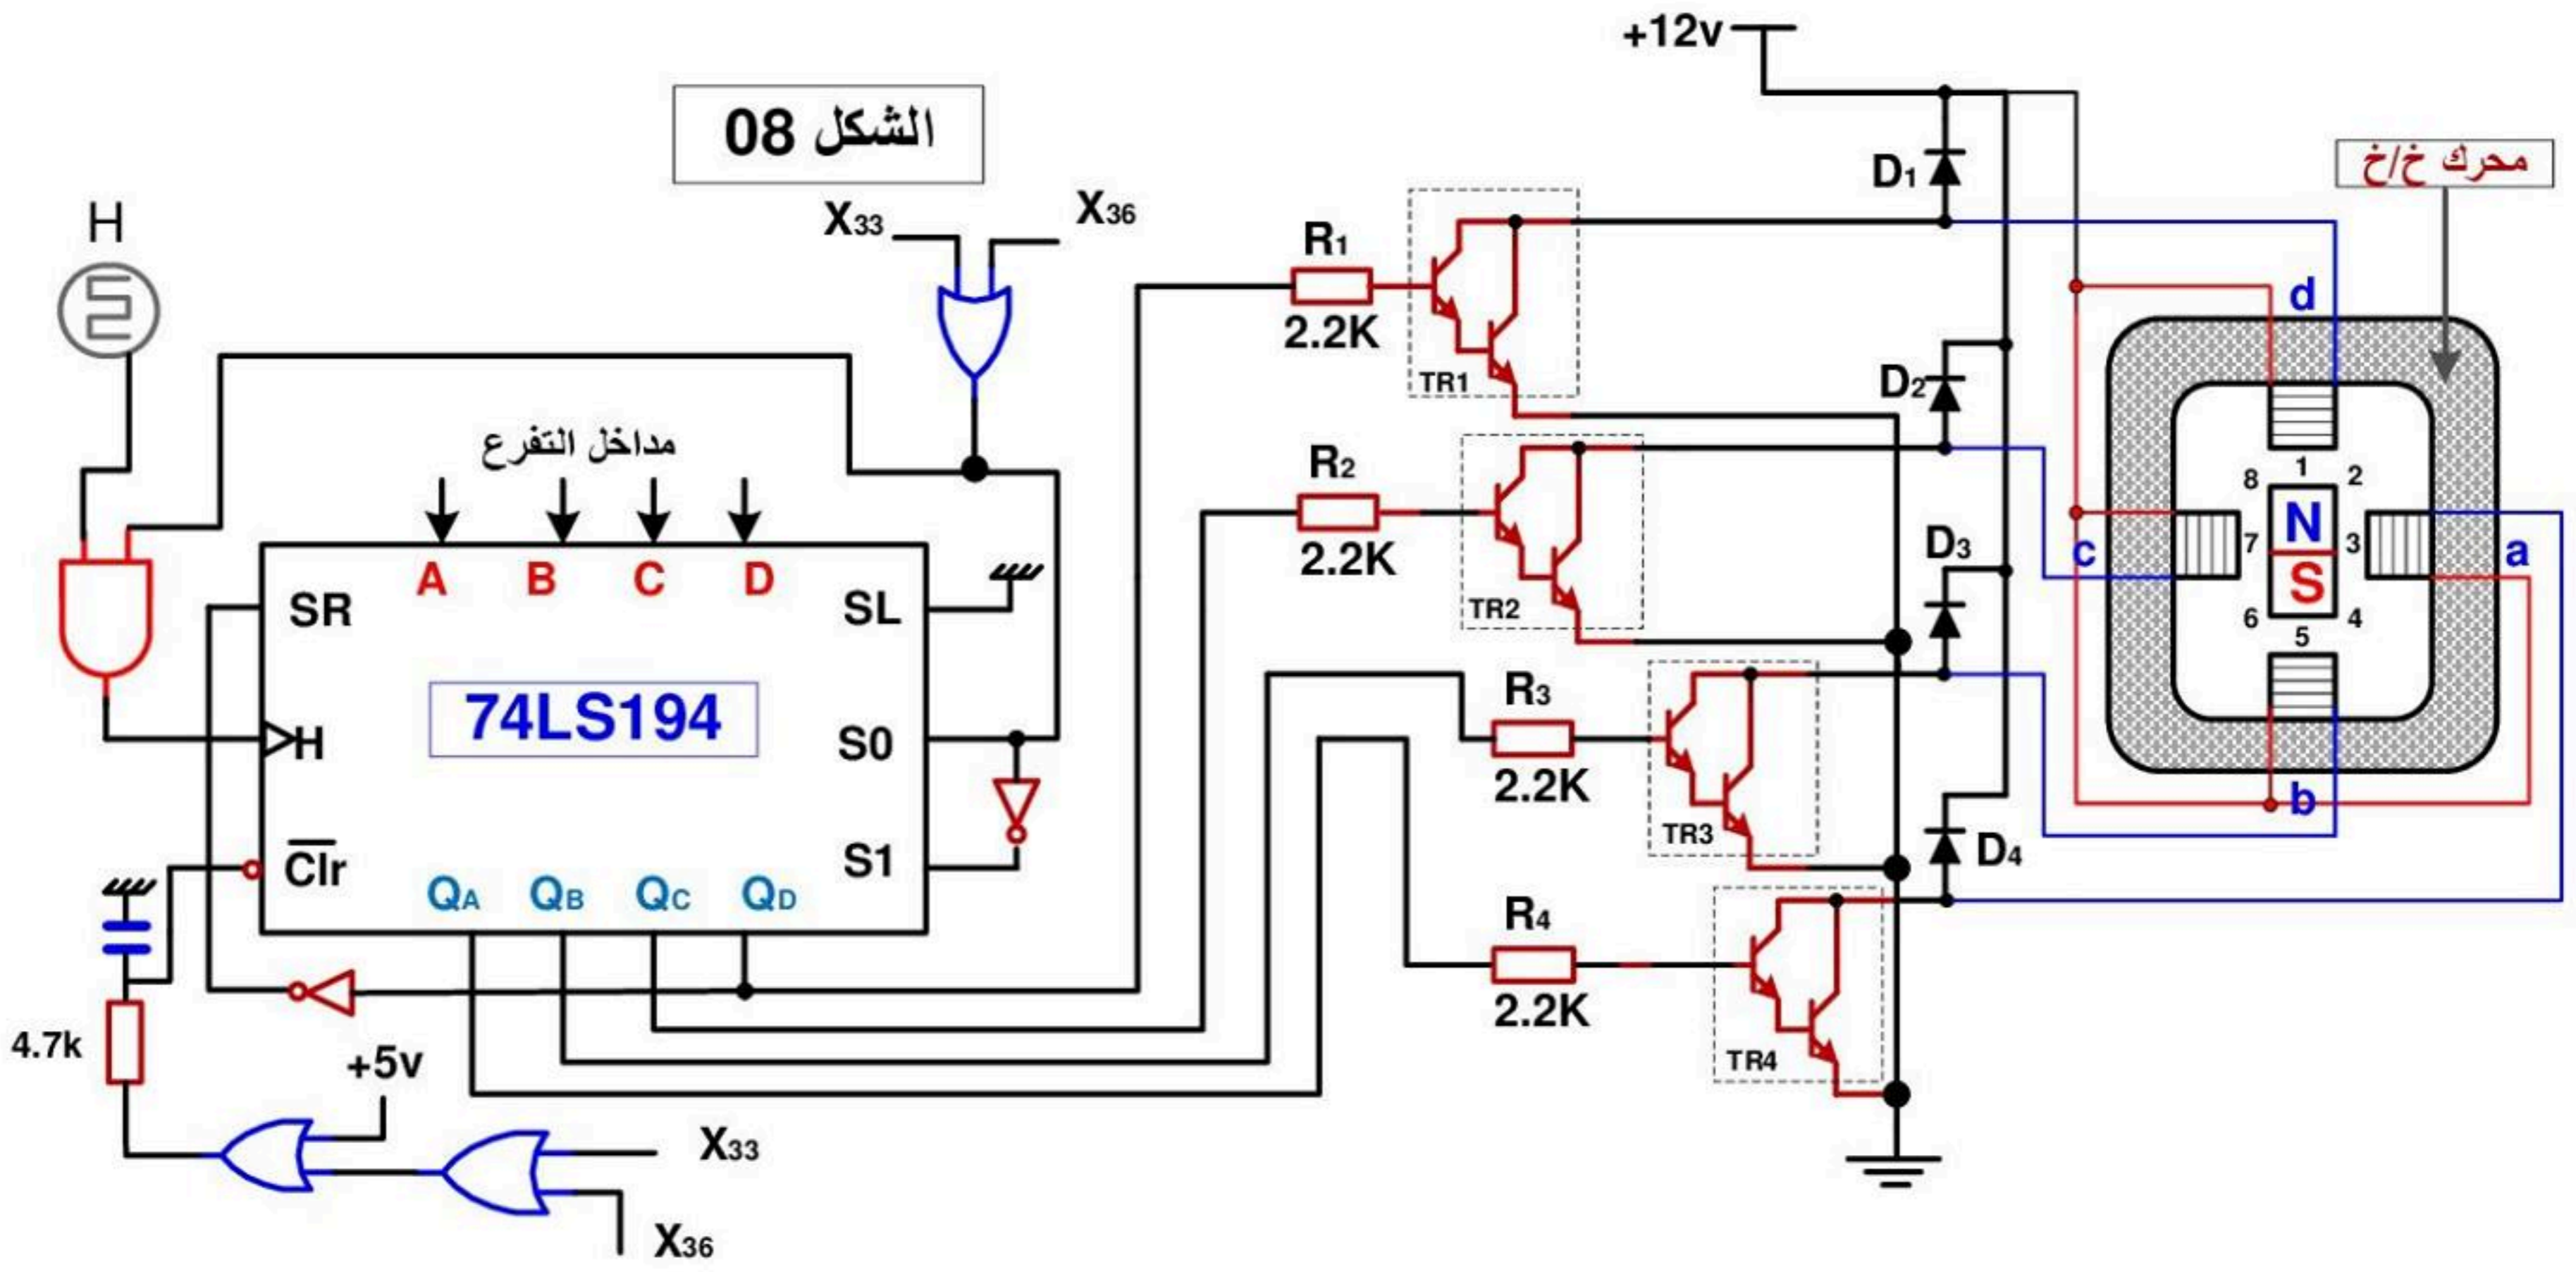 +12v
الشكل 08
محرك خ/خ
H
X33
X36
D1
R1
2.2K
TR1
d
D2
مداخل التفرع
R2
2.2K
TR2
A B C D
SR
SL
D3
8 1 2
7 N 3
S
6 5 4
c
a
b
74LS194
H
S0
R3
2.2K
TR3
D4
Clr
S1
QA QB QC QD
R4
2.2K
TR4
4.7k
+5v
X33
X36